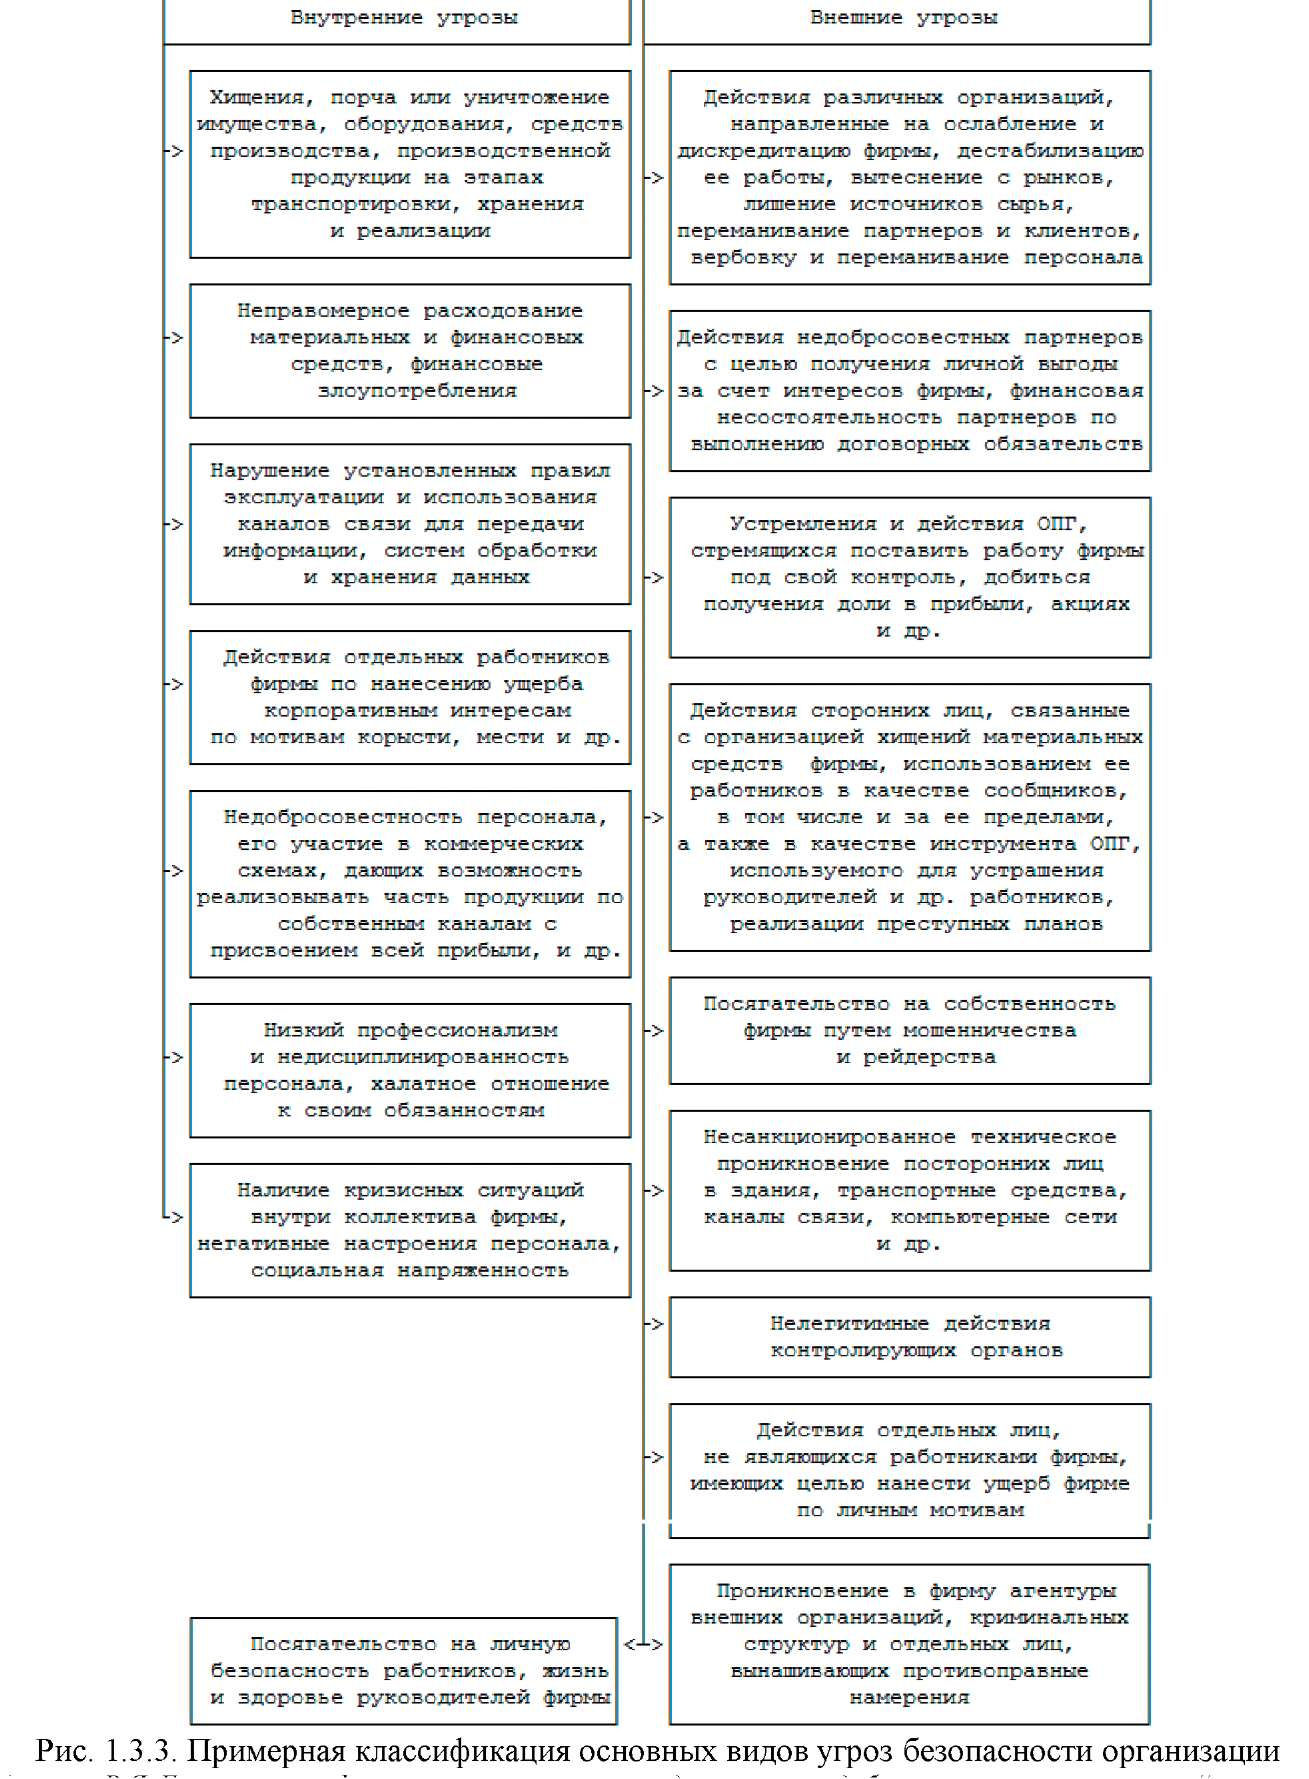 Внутренние угрозы
Хищения, порча или уничтожение
имущества, оборудования, средств
производства, производственной
продукции на этапах
транспортировки, хранения
и реализации
Неправомерное расходование
материальных и финансовых
средств, финансовые
злоупотребления
Нарушение установленных правил
эксплуатации и использования
каналов связи для передачи
информации, систем обработки
и хранения данных
Действия отдельных работников
фирмы по нанесению ущерба
корпоративным интересам
по мотивам корысти, мести и др.
Недобросовестность персонала,
его участие в коммерческих
схемах, дающих возможность
реализовывать часть продукции по
собственным каналам с
присвоением всей прибыли, и др.
Низкий профессионализм
и недисциплинированность
персонала, халатное отношение
к своим обязанностям
Наличие кризисных ситуаций
внутри коллектива фирмы,
негативные настроения персонала,
социальная напряженность
Внешние угрозы
Действия различных организаций,
направленные на ослабление и
дискредитацию фирмы, дестабилизацию
ее работы, вытеснение с рынков,
лишение источников сырья,
переманивание партнеров и клиентов,
вербовку и переманивание персонала
Действия недобросовестных партнеров
с целью получения личной выгоды
за счет интересов фирмы, финансовая
несостоятельность партнеров по
выполнению договорных обязательств
Устремления и действия ОПГ,
стремящихся поставить работу фирмы
под свой контроль, добиться
получения доли в прибыли, акциях
и др.
Действия сторонних лиц, связанные
с организацией хищений материальных
средств фирмы, использованием ее
работников в качестве сообщников,
в том числе и за ее пределами,
а также в качестве инструмента ОПГ,
используемого для устрашения
руководителей и др. работников,
реализации преступных планов
Посягательство на собственность
фирмы путем мошенничества
и рейдерства
Несанкционированное техническое
проникновение посторонних лиц
в здания, транспортные средства,
каналы связи, компьютерные сети
и др.
Нелегитимные действия
контролирующих органов
Действия отдельных лиц,
не являющихся работниками фирмы,
имеющих целью нанести ущерб фирме
по личным мотивам
Проникновение в фирму агентуры
внешних организаций, криминальных
структур и отдельных лиц,
вынашивающих противоправные
намерения
Посягательство на личную
безопасность работников, жизнь
и здоровье руководителей фирмы
Рис. 1.3.3. Примерная классификация основных видов угроз безопасности организации